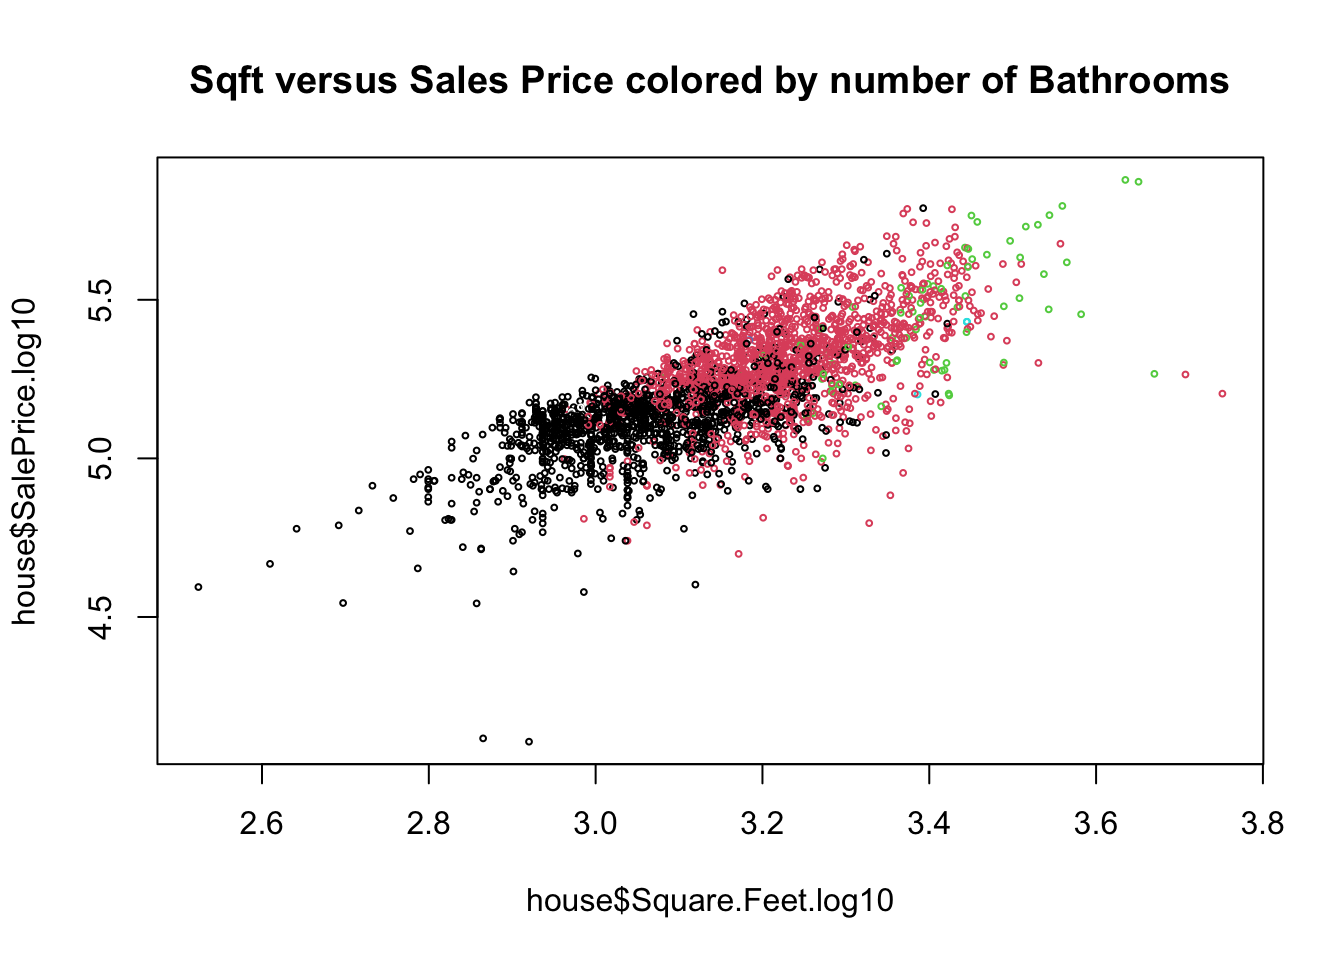 Sqft versus Sales Price colored by number of Bathrooms
house$SalePrice.log10
5.5
5.0
4.5
2.6 2.8 3.0 3.2 3.4 3.6 3.8
house$Square.Feet.log10